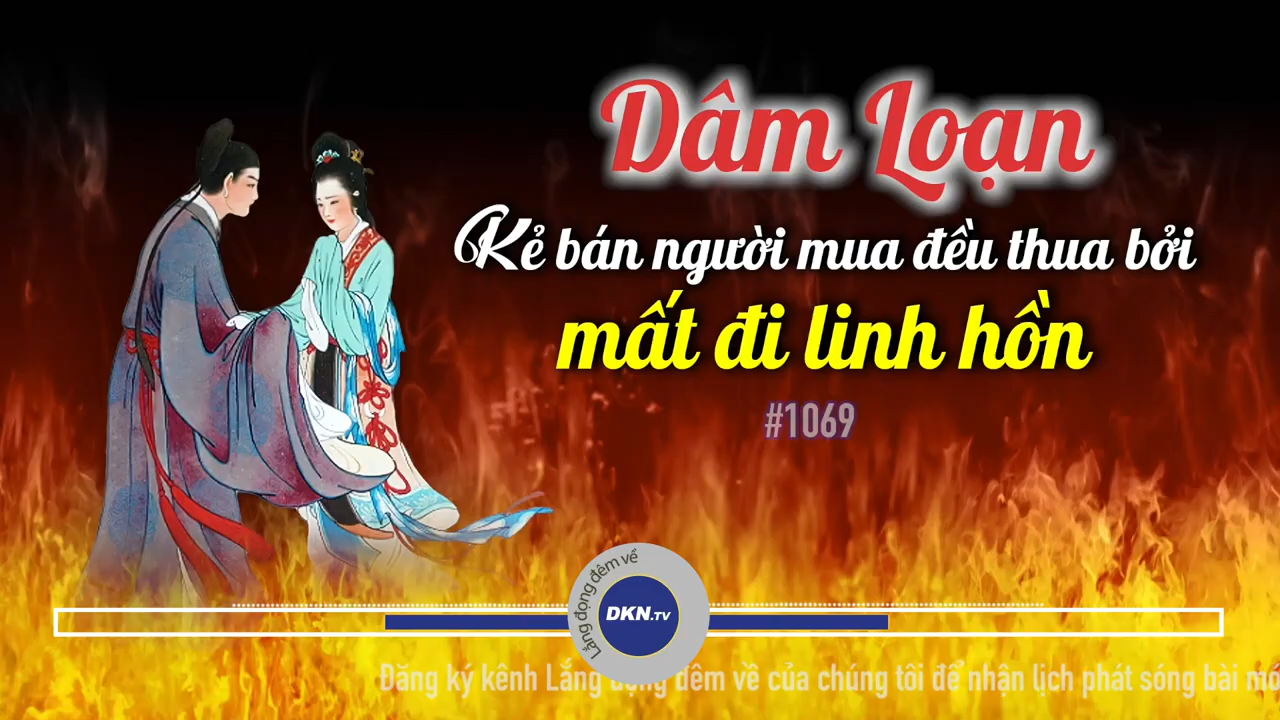 Dâm Loạn
Kẻ bán người mua đều thua bởi
mất đi linh hồn
#1069
Lắng đọng đêm về
DKN.TV
Đăng ký kênh Lắng đọng đêm về của chúng tôi để nhận lịch phát sóng bài